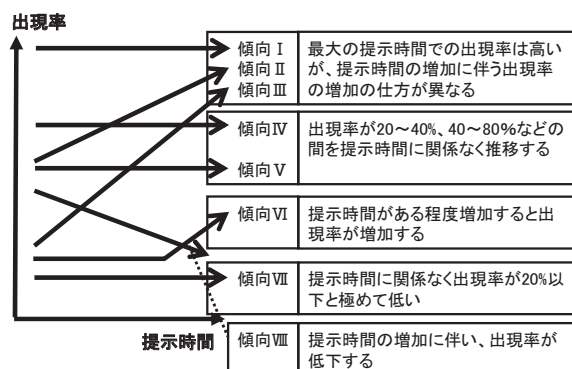 出現率
傾向Ⅰ
傾向Ⅱ
傾向Ⅲ
最大の提示時間での出現率は高い
が、提示時間の増加に伴う出現率
の増加の仕方が異なる
傾向Ⅳ
傾向Ⅴ
出現率が20～40%、40～80%などの
間を提示時間に関係なく推移する
傾向Ⅵ
提示時間がある程度増加すると出
現率が増加する
傾向Ⅶ
提示時間に関係なく出現率が20%以
下と極めて低い
提示時間
傾向Ⅷ
提示時間の増加に伴い、出現率が
低下する